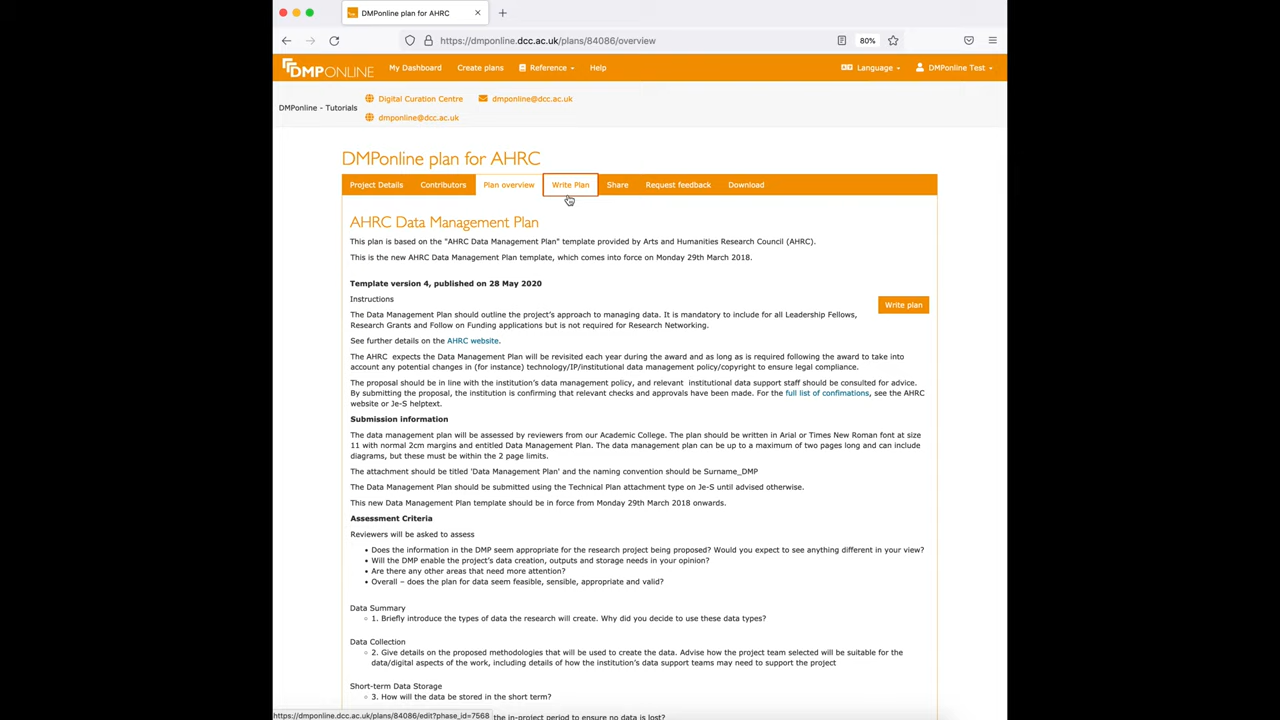 DMPonline plan for AHRC
https://dmponline.dcc.ac.uk/plans/84086/overview
80%
DMPONLINE
My Dashboard
Create plans
Reference
Help
Language
DMPonline Test
DMPonline - Tutorials
Digital Curation Centre
dmponline@dcc.ac.uk
dmponline@dcc.ac.uk
DMPonline plan for AHRC
Project Details
Contributors
Plan overview
Write Plan
Share
Request feedback
Download
AHRC Data Management Plan
This plan is based on the "AHRC Data Management Plan" template provided by Arts and Humanities Research Council (AHRC).
This is the new AHRC Data Management Plan template, which comes into force on Monday 29th March 2018.
Template version 4, published on 28 May 2020
Instructions
Write plan
The Data Management Plan should outline the project's approach to managing data. It is mandatory to include for all Leadership Fellows,
Research Grants and Follow on Funding applications but is not required for Research Networking.
See further details on the AHRC website.
The AHRC expects the Data Management Plan will be revisited each year during the award and as long as is required following the award to take into
account any potential changes in (for instance) technology/IP/institutional data management policy/copyright to ensure legal compliance.
The proposal should be in line with the institution's data management policy, and relevant institutional data support staff should be consulted for advice.
By submitting the proposal, the institution is confirming that relevant checks and approvals have been made. For the full list of confimations, see the AHRC
website or Je-S helptext.
Submission information
The data management plan will be assessed by reviewers from our Academic College. The plan should be written in Arial or Times New Roman font at size
11 with normal 2cm margins and entitled Data Management Plan. The data management plan can be up to a maximum of two pages long and can include
diagrams, but these must be within the 2 page limits.
The attachment should be titled 'Data Management Plan' and the naming convention should be Surname_DMP
The Data Management Plan should be submitted using the Technical Plan attachment type on Je-S until advised otherwise.
This new Data Management Plan template should be in force from Monday 29th March 2018 onwards.
Assessment Criteria
Reviewers will be asked to assess
• Does the information in the DMP seem appropriate for the research project being proposed? Would you expect to see anything different in your view?
• Will the DMP enable the project's data creation, outputs and storage needs in your opinion?
• Are there any other areas that need more attention?
• Overall – does the plan for data seem feasible, sensible, appropriate and valid?
Data Summary
1. Briefly introduce the types of data the research will create. Why did you decide to use these data types?
Data Collection
2. Give details on the proposed methodologies that will be used to create the data. Advise how the project team selected will be suitable for the
data/digital aspects of the work, including details of how the institution's data support teams may need to support the project
Short-term Data Storage
3. How will the data be stored in the short term?
https://dmponline.dcc.ac.uk/plans/84086/edit?phase_id=7568
the in-project period to ensure no data is lost?